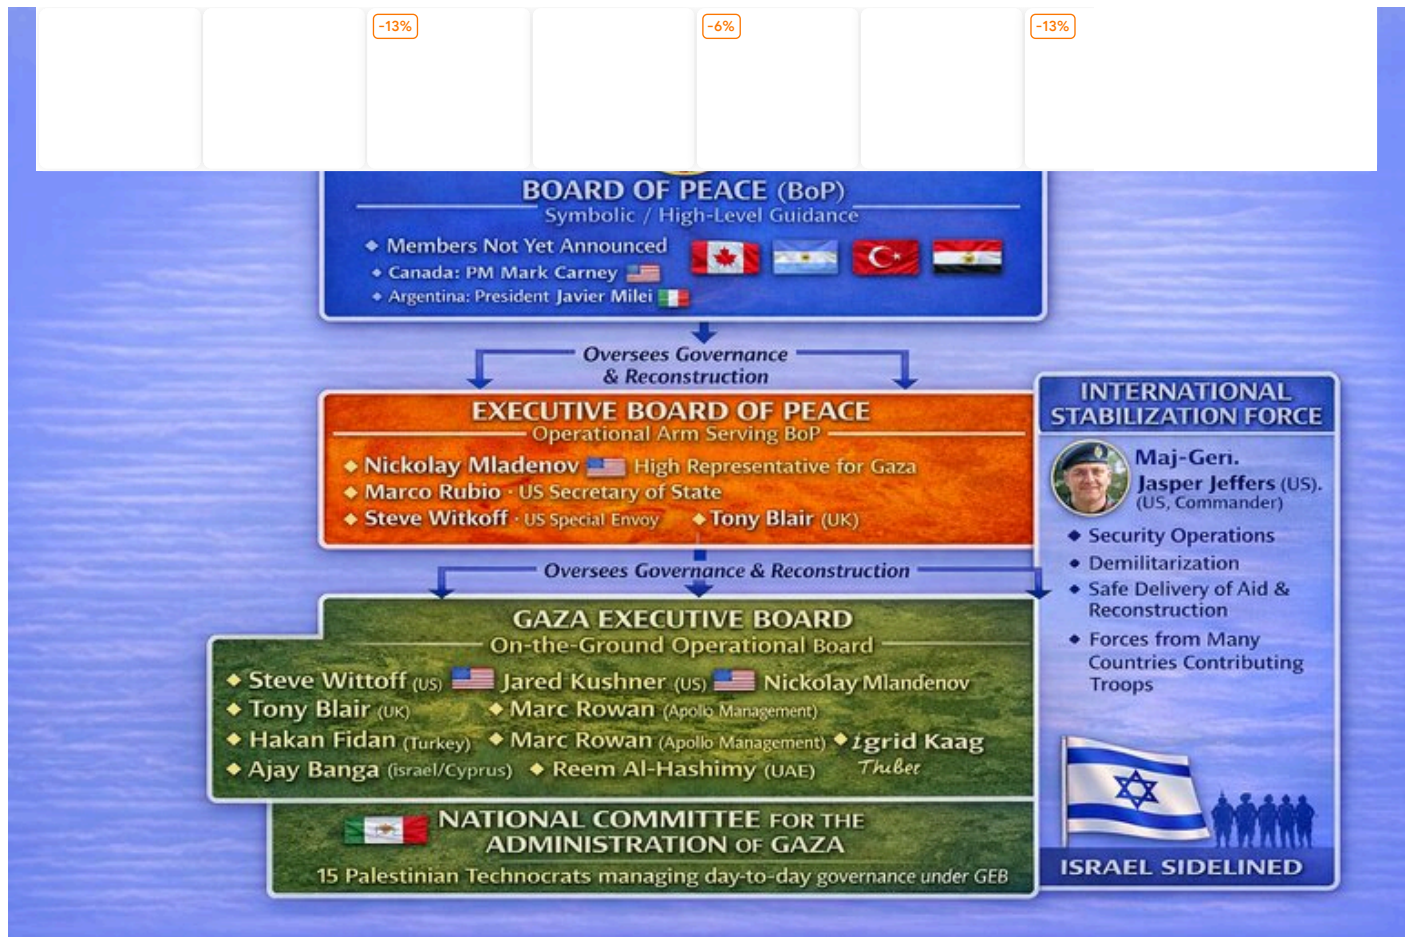 -13%
-6%
-13%
BOARD OF PEACE (BoP)
Symbolic / High-Level Guidance
Members Not Yet Announced
Canada: PM Mark Carney
Argentina: President Javier Milei
Oversees Governance
& Reconstruction
EXECUTIVE BOARD OF PEACE
Operational Arm Serving BoP
Nickolay Mladenov High Representative for Gaza
Marco Rubio · US Secretary of State
Steve Witkoff · US Special Envoy Tony Blair (UK)
Oversees Governance & Reconstruction
GAZA EXECUTIVE BOARD
On-the-Ground Operational Board
Steve Wittoff (US) Jared Kushner (US) Nickolay Mlandenov
Tony Blair (UK) Marc Rowan (Apollo Management)
Hakan Fidan (Turkey) Marc Rowan (Apollo Management) Igrid Kaag
Ajay Banga (israel/Cyprus) Reem Al-Hashimy (UAE) Thiber
NATIONAL COMMITTEE FOR THE
ADMINISTRATION OF GAZA
15 Palestinian Technocrats managing day-to-day governance under GEB
INTERNATIONAL
STABILIZATION FORCE
Maj-Gen.
Jasper Jeffers (US).
(US, Commander)
Security Operations
Demilitarization
Safe Delivery of Aid &
Reconstruction
Forces from Many
Countries Contributing
Troops
ISRAEL SIDELINED